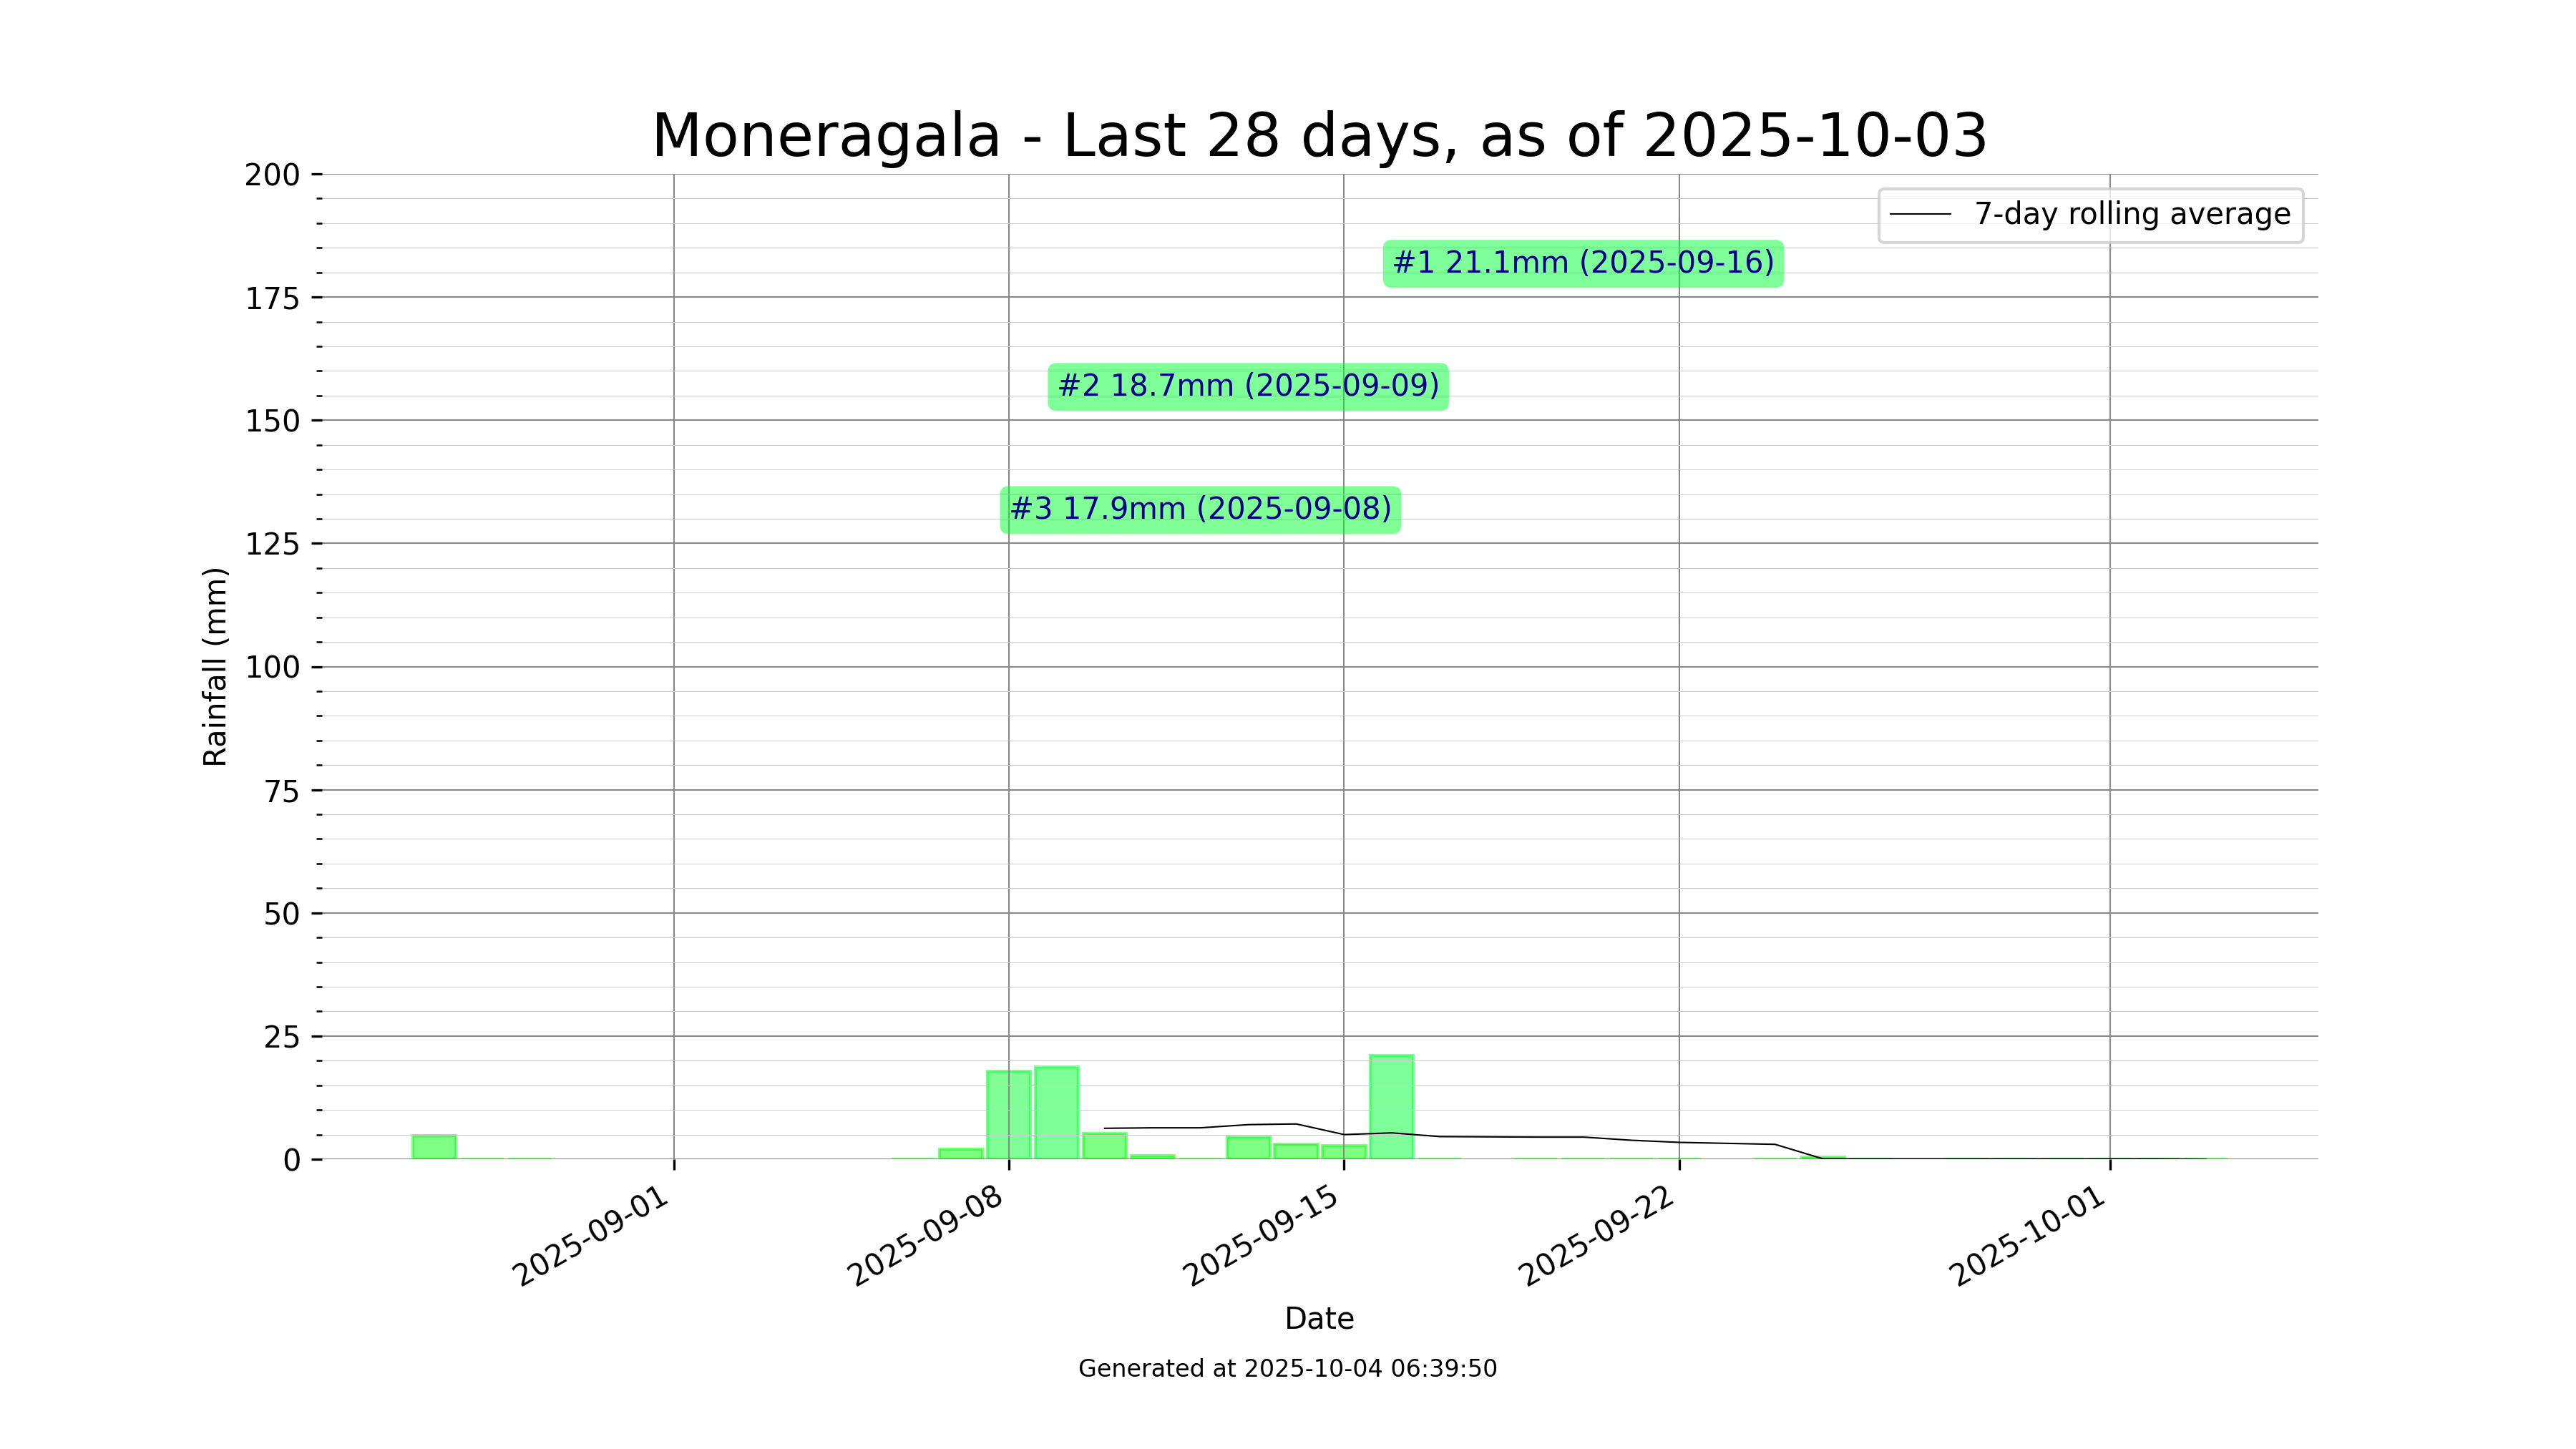 Moneragala - Last 28 days, as of 2025-10-03
200
175
150
125
100
75
50
25
0
Rainfall (mm)
7-day rolling average
#1 21.1mm (2025-09-16)
#2 18.7mm (2025-09-09)
#3 17.9mm (2025-09-08)
2025-09-01
2025-09-08
2025-09-15
2025-09-22
2025-10-01
Date
Generated at 2025-10-04 06:39:50